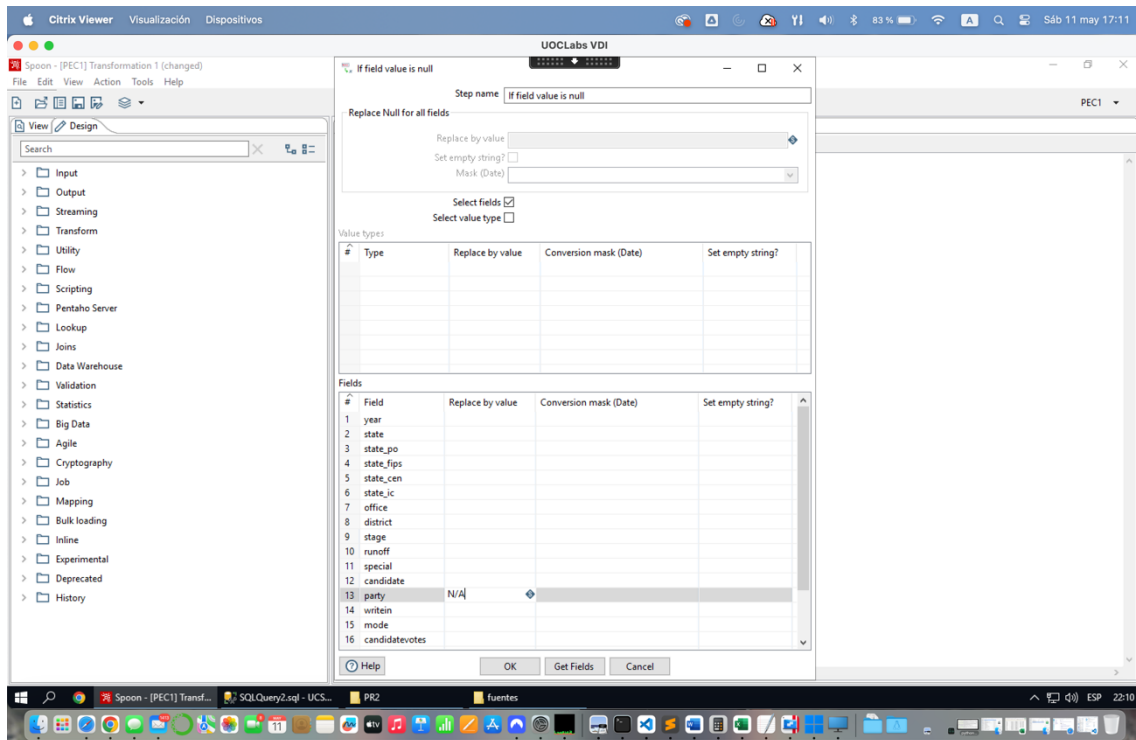 Citrix Viewer Visualización Dispositivos 83 % A Sáb 11 may 17:11
UOCLabs VDI
Spoon - [PEC1] Transformation 1 (changed)
File Edit View Action Tools Help
PEC1
View Design
Search
Input
Output
Streaming
Transform
Utility
Flow
Scripting
Pentaho Server
Lookup
Joins
Data Warehouse
Validation
Statistics
Big Data
Agile
Cryptography
Job
Mapping
Bulk loading
Inline
Experimental
Deprecated
History
If field value is null
Step name If field value is null
Replace Null for all fields
Replace by value
Set empty string?
Mask (Date)
Select fields
Select value type
Value types
# Type Replace by value Conversion mask (Date) Set empty string?
Fields
# Field Replace by value Conversion mask (Date) Set empty string?
1 year
2 state
3 state_po
4 state_fips
5 state_cen
6 state_ic
7 office
8 district
9 stage
10 runoff
11 special
12 candidate
13 party N/A
14 writein
15 mode
16 candidatevotes
Help OK Get Fields Cancel
Spoon - [PEC1] Transf... SQLQuery2.sql - UCS... PR2 fuentes ESP 22:10